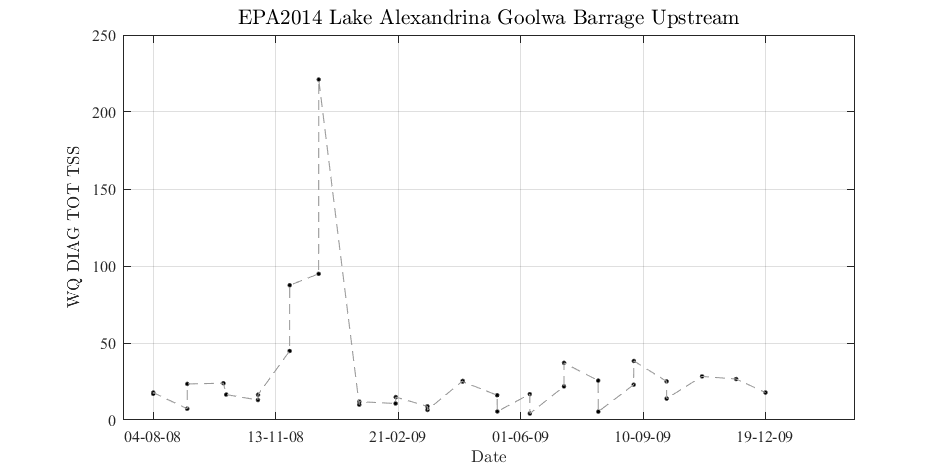 EPA2014 Lake Alexandrina Goolwa Barrage Upstream
250
200
150
100
50
0
WQ DIAG TOT TSS
04-08-08 13-11-08 21-02-09 01-06-09 10-09-09 19-12-09
Date